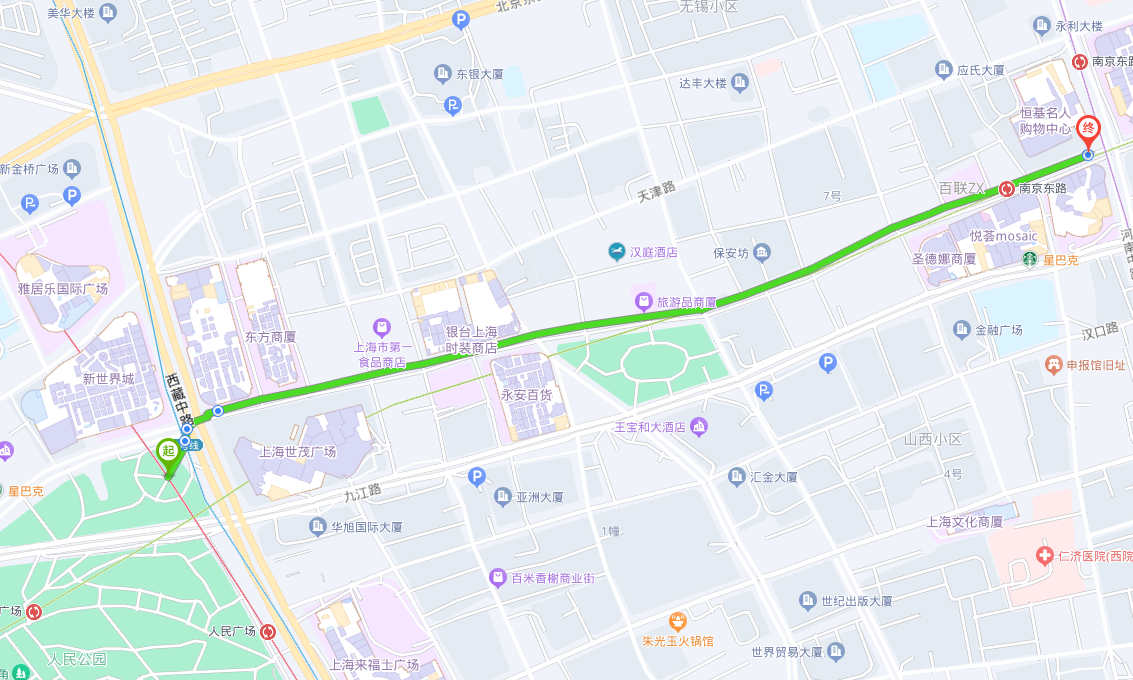 美华大楼
P
无锡小区
永利大楼
东银大厦
达丰大楼
应氏大厦
P
恒基名人
购物中心
终
新金桥广场
P
P
天津路
7号
百联ZX
南京东路
悦荟mosaic
汉庭酒店
保安坊
圣德娜商厦
星巴克
雅居乐国际广场
旅游品商厦
东方商厦
银台上海
时装商店
上海市第一
食品商店
金融广场
汉口路
新世界城
永安百货
P
申报馆旧址
西藏中路
P
王宝和大酒店
山西小区
起
上海世茂广场
P
汇金大厦
4号
星巴克
九江路
亚洲大厦
华旭国际大厦
1幢
上海文化商厦
仁济医院(西院
百米香榭商业街
世纪出版大厦
广场
人民广场
朱光玉火锅馆
人民公园
上海来福士广场
世界贸易大厦
角